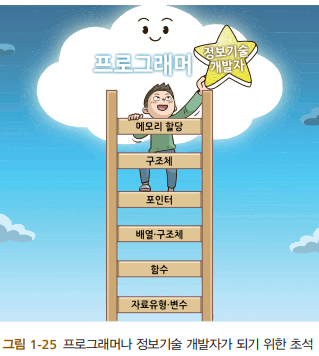 프로그래머
정보기술
개발자
메모리 할당
구조체
포인터
배열·구조체
함수
자료유형·변수
그림 1-25 프로그래머나 정보기술 개발자가 되기 위한 초석